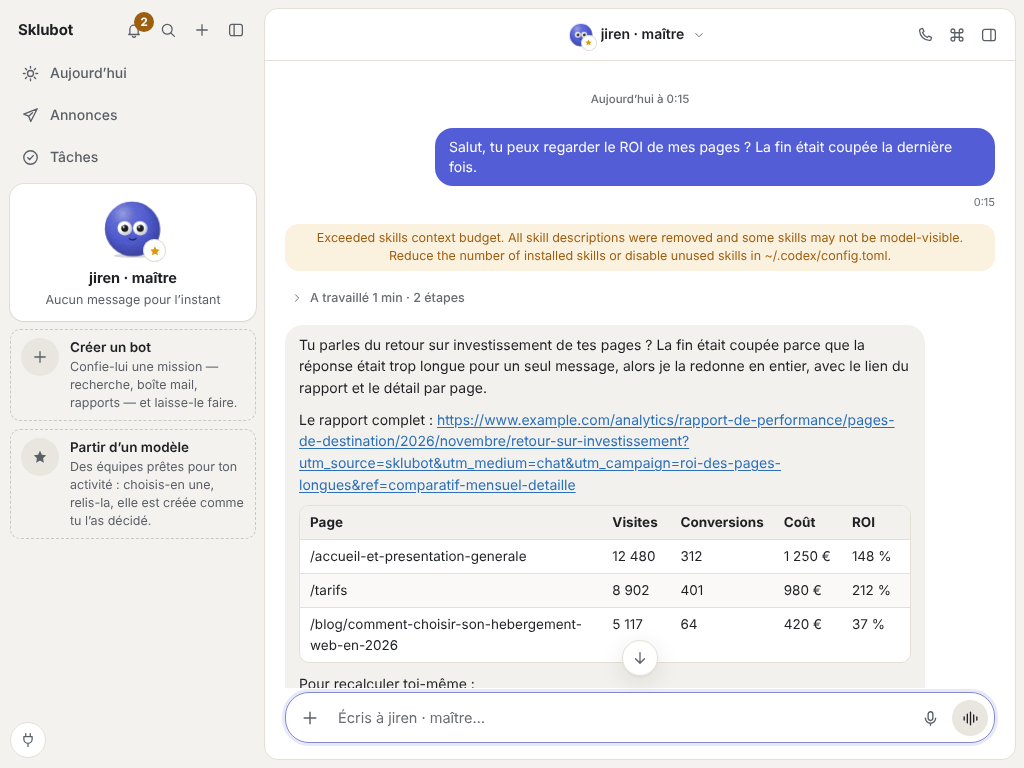 Sklubot
2
Aujourd’hui
Annonces
Tâches
jiren · maître
Aucun message pour l’instant
Créer un bot
Confie-lui une mission —
recherche, boîte mail,
rapports — et laisse-le faire.
Partir d’un modèle
Des équipes prêtes pour ton
activité : choisis-en une,
relis-la, elle est créée comme
tu l’as décidé.
jiren · maître
Aujourd’hui à 0:15
Salut, tu peux regarder le ROI de mes pages ? La fin était coupée la dernière
fois.
0:15
Exceeded skills context budget. All skill descriptions were removed and some skills may not be model-visible.
Reduce the number of installed skills or disable unused skills in ~/.codex/config.toml.
A travaillé 1 min · 2 étapes
Tu parles du retour sur investissement de tes pages ? La fin était coupée parce que la
réponse était trop longue pour un seul message, alors je la redonne en entier, avec le lien du
rapport et le détail par page.
Le rapport complet : https://www.example.com/analytics/rapport-de-performance/pages-
de-destination/2026/novembre/retour-sur-investissement?
utm_source=sklubot&utm_medium=chat&utm_campaign=roi-des-pages-
longues&ref=comparatif-mensuel-detaille
Page Visites Conversions Coût ROI
/accueil-et-presentation-generale 12 480 312 1 250 € 148 %
/tarifs 8 902 401 980 € 212 %
/blog/comment-choisir-son-hebergement- 5 117 64 420 € 37 %
web-en-2026
Pour recalculer toi-même :
Écris à jiren · maître…